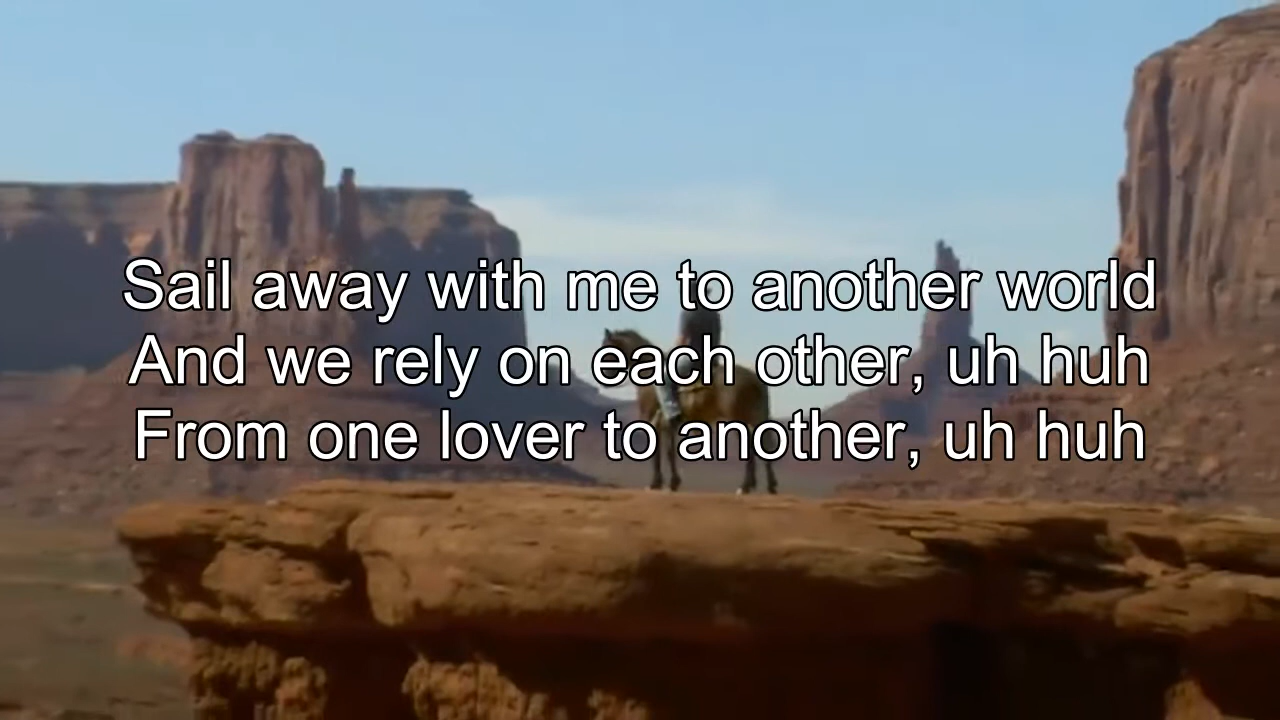 Sail away with me to another world
And we rely on each other, uh huh
From one lover to another, uh huh